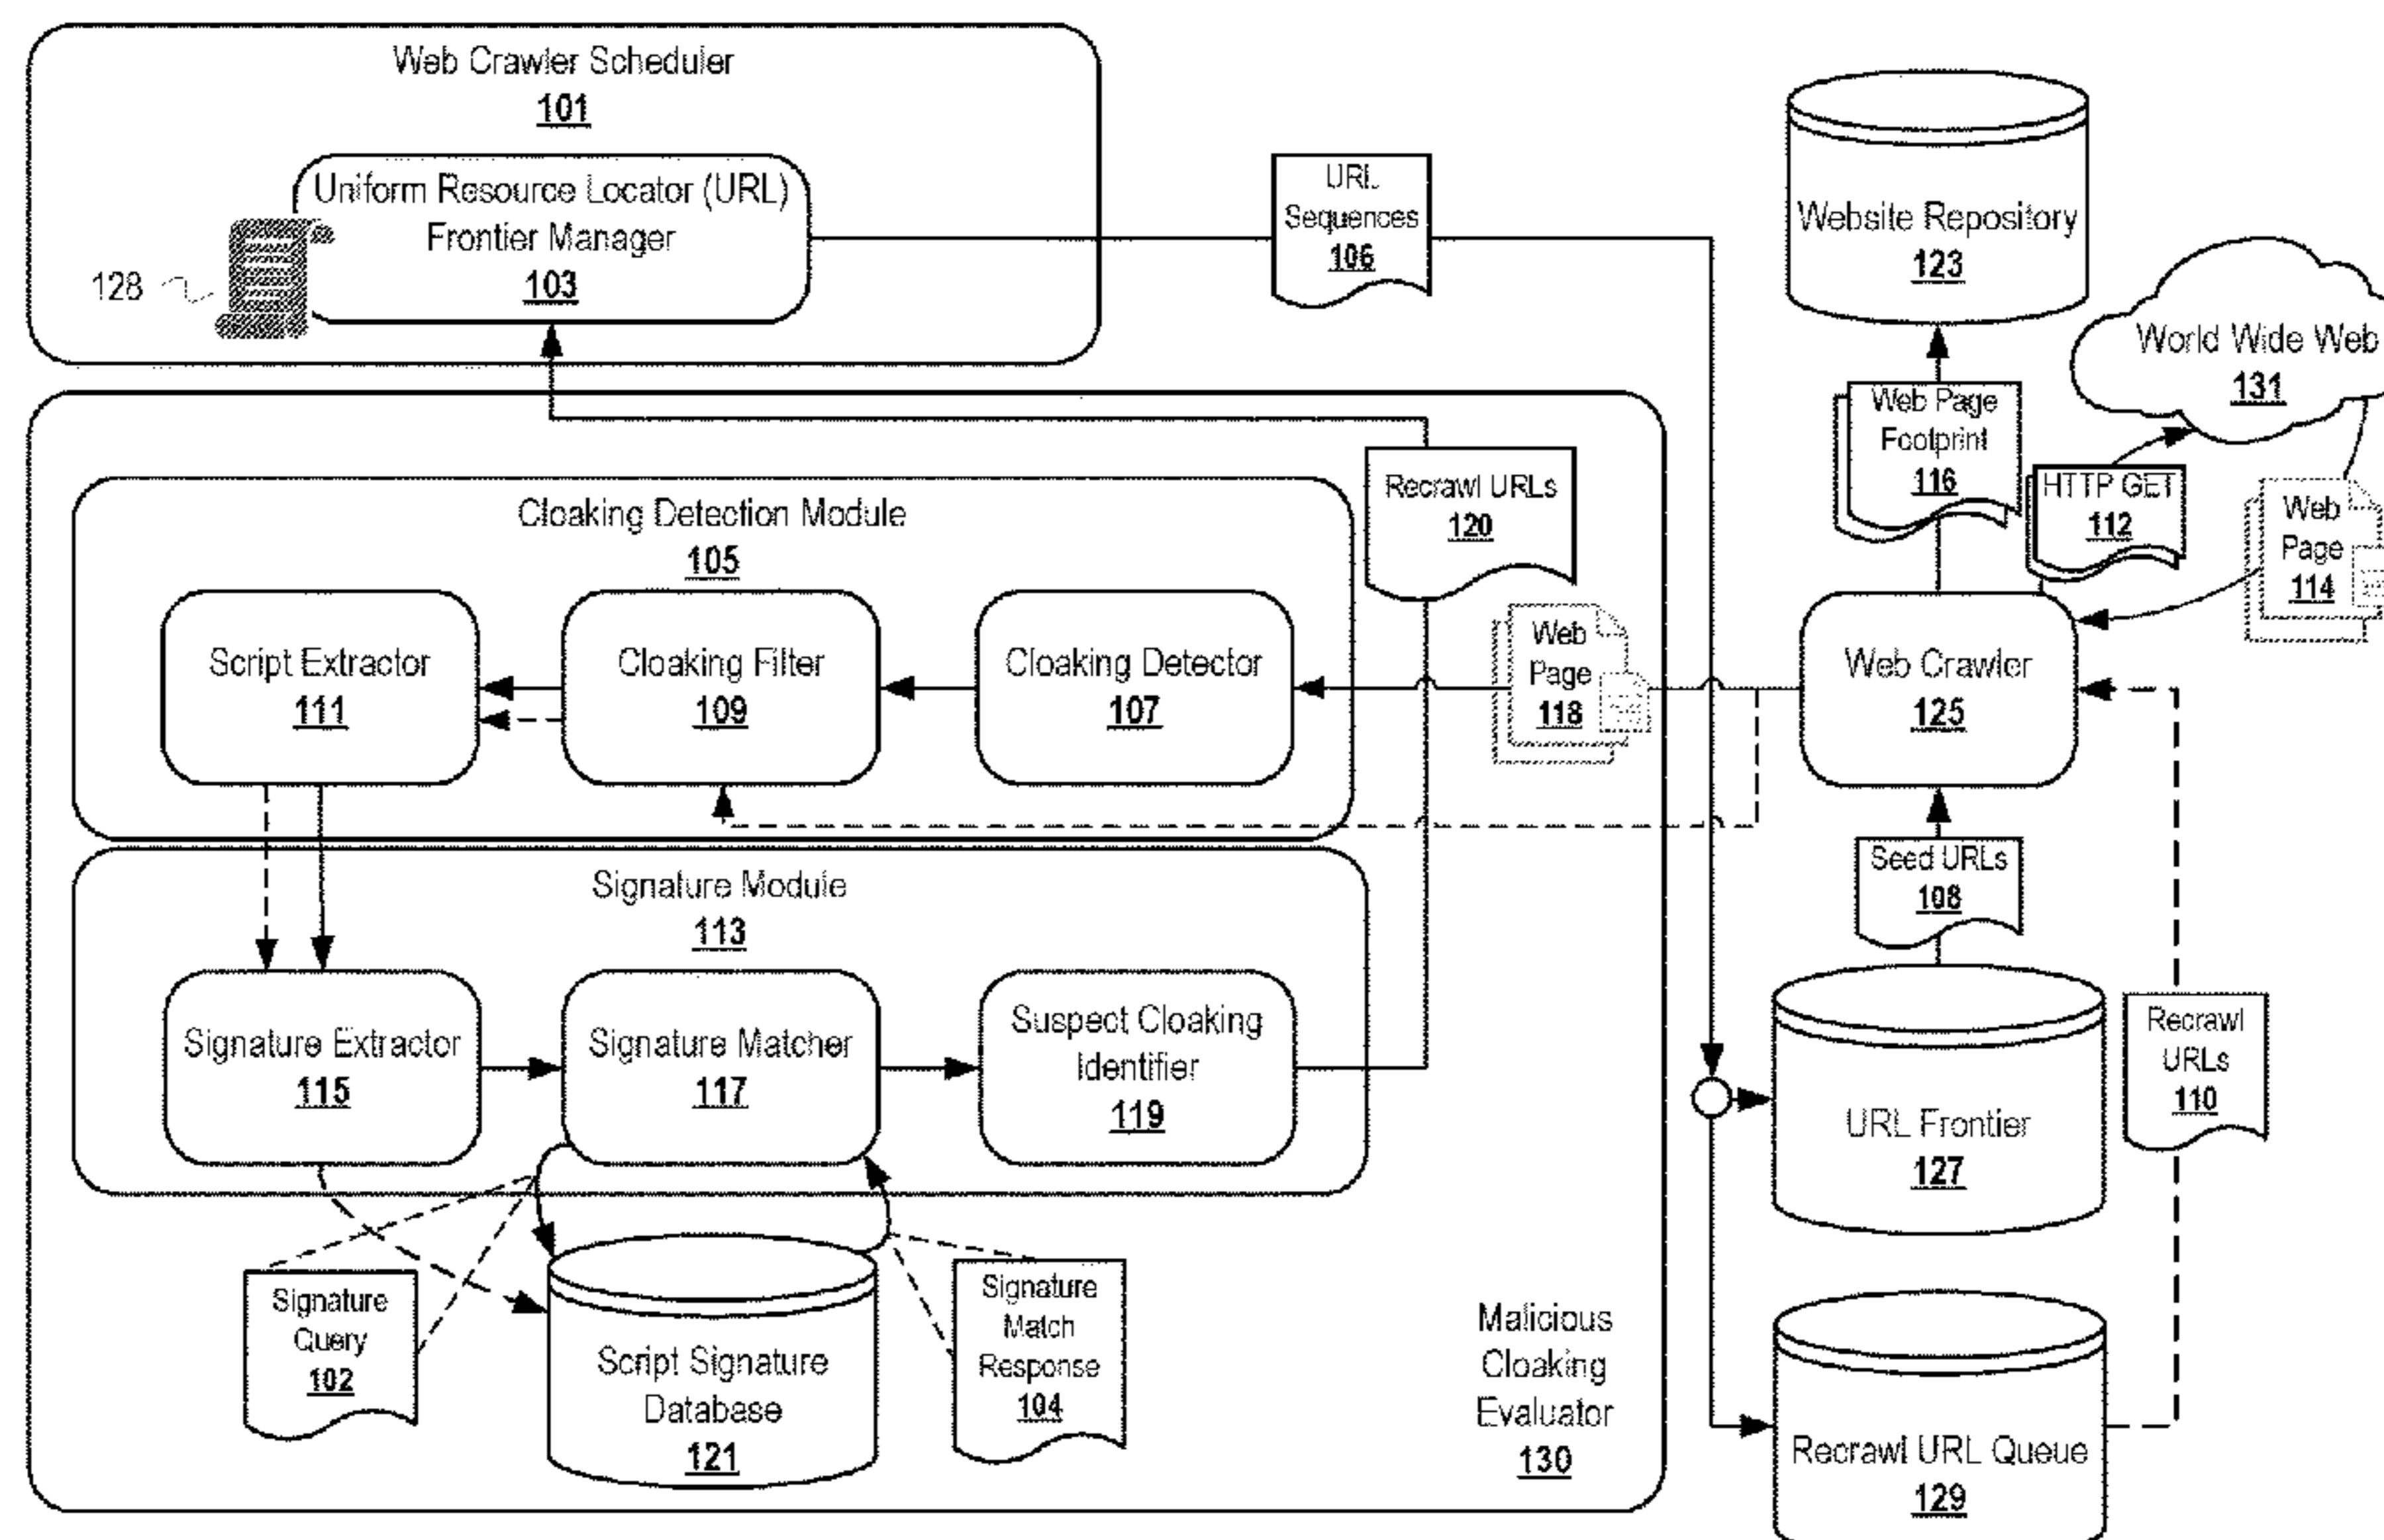 Web Crawler Scheduler
101
Uniform Resource Locator (URL)
Frontier Manager
103
128
URL
Sequences
106
Website Repository
123
World Wide Web
131
Web Page
Footprint
116
HTTP GET
112
Web
Page
114
Recrawl URLs
120
Cloaking Detection Module
105
Script Extractor
111
Cloaking Filter
109
Cloaking Detector
107
Web
Page
118
Web Crawler
125
Seed URLs
108
Signature Module
113
Signature Extractor
115
Signature Matcher
117
Suspect Cloaking
Identifier
119
URL Frontier
127
Recrawl
URLs
110
Signature
Query
102
Script Signature
Database
121
Signature
Match
Response
104
Malicious
Cloaking
Evaluator
130
Recrawl URL Queue
129